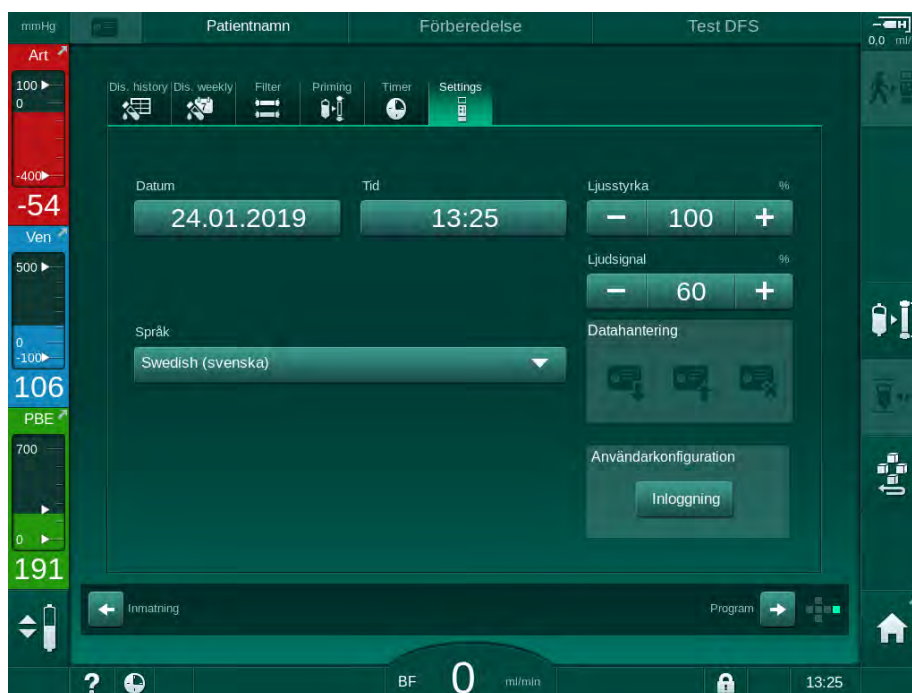 mmHg
Patientnamn
Förberedelse
Test DFS
0,0 ml/
Art
100
0
-400
-54
Ven
500
0
-100
106
PBE
700
0
191
Dis. history
Dis. weekly
7
Filter
Priming
Timer
Settings
Datum
Tid
Ljusstyrka %
24.01.2019
13:25
− 100 +
Ljudsignal %
− 60 +
Språk
Swedish (svenska)
Datahantering
Användarkonfiguration
Inloggning
Inmatning
Program
?
BF 0 ml/min
13:25